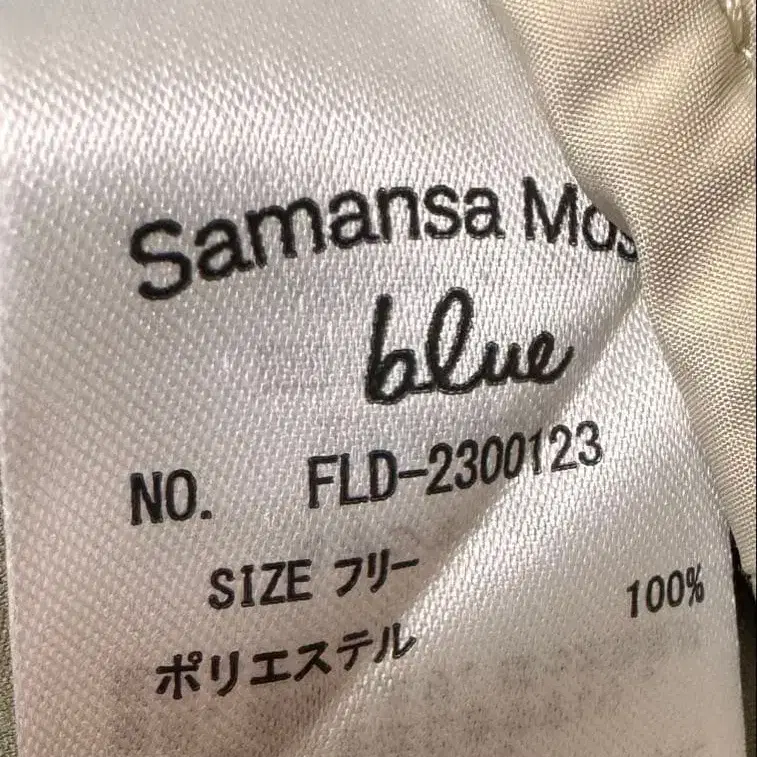 Samansa Mos
blue
NO. FLD-2300123
SIZE フリー
ポリエステル 100%